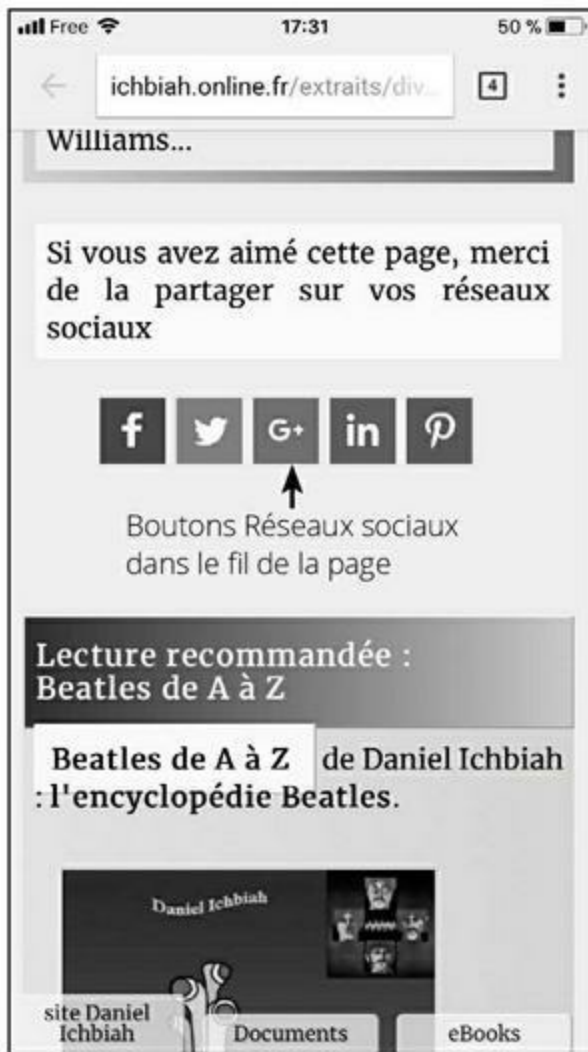 Free 17:31 50 %
ichbiah.online.fr/extraits/div... 4
Williams...
Si vous avez aimé cette page, merci
de la partager sur vos réseaux
sociaux
f G+ in
Boutons Réseaux sociaux
dans le fil de la page
Lecture recommandée :
Beatles de A à Z
Beatles de A à Z de Daniel Ichbiah
: l'encyclopédie Beatles.
Daniel Ichbiah
site Daniel
Ichbiah Documents eBooks